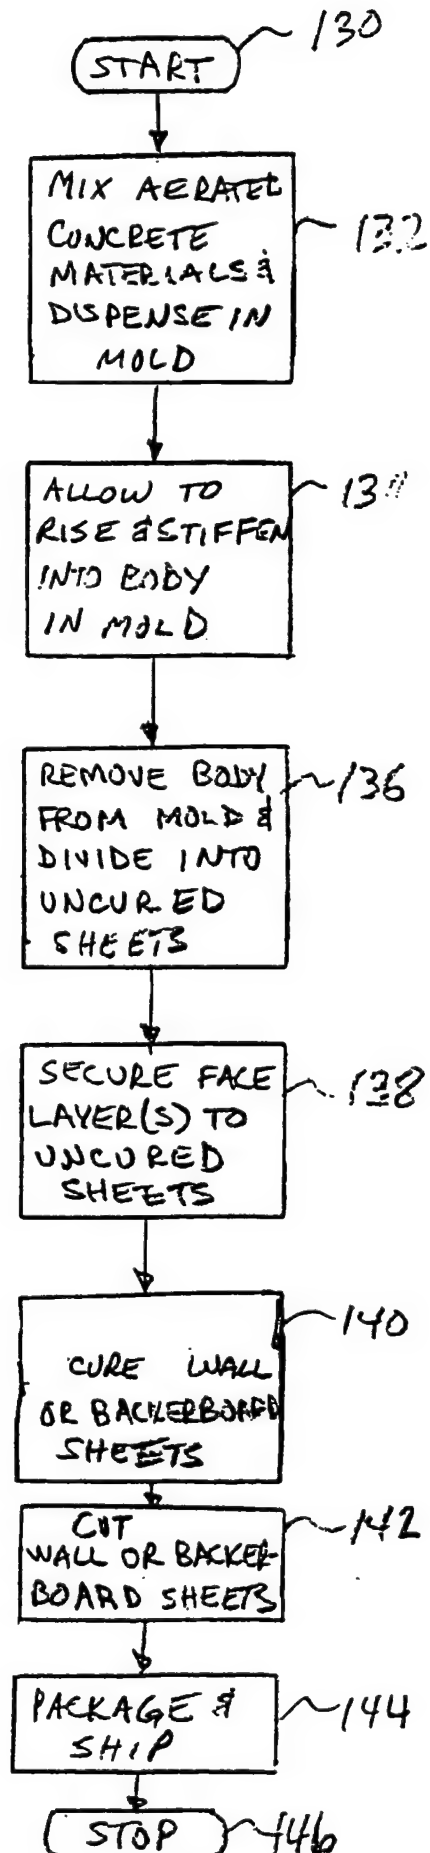 130
START
MIX AERATED
CONCRETE
MATERIALS &
DISPENSE IN
MOLD
132
ALLOW TO
RISE & STIFFEN
INTO BODY
IN MOLD
REMOVE BODY
FROM MOLD &
DIVIDE INTO
UNCURED
SHEETS
136
SECURE FACE
LAYER(S) TO
UNCURED
SHEETS
138
CURE WALL
OR BACKERBOARD
SHEETS
140
CUT
WALL OR BACKER-
BOARD SHEETS
142
PACKAGE &
SHIP
144
STOP
146